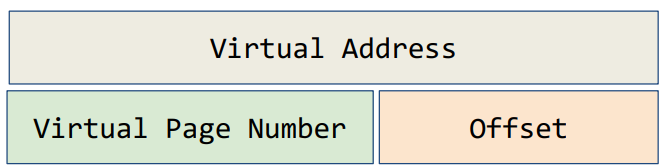 Virtual Address
Virtual Page Number
Offset